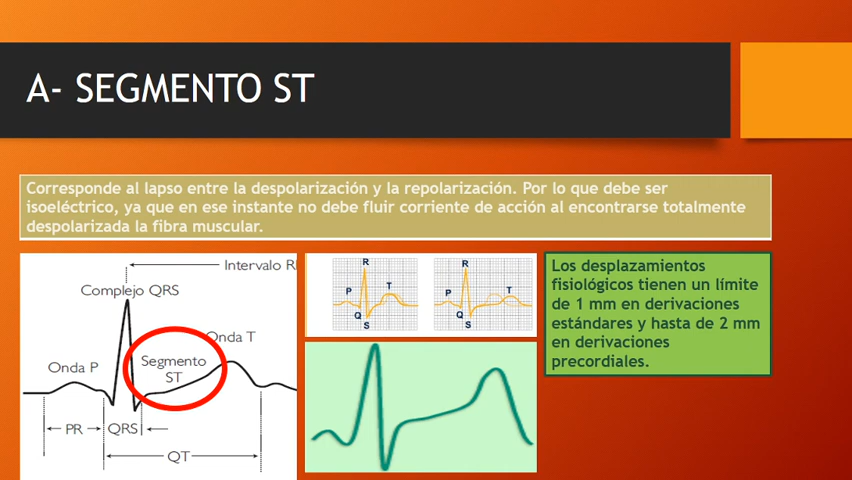 A- SEGMENTO ST
Corresponde al lapso entre la despolarización y la repolarización. Por lo que debe ser
isoeléctrico, ya que en ese instante no debe fluir corriente de acción al encontrarse totalmente
despolarizada la fibra muscular.
Intervalo R
Complejo QRS
Onda T
Segmento
ST
Onda P
PR
QRS
QT
R
P
T
Q
S
R
P
T
Q
S
Los desplazamientos
fisiológicos tienen un límite
de 1 mm en derivaciones
estándares y hasta de 2 mm
en derivaciones
precordiales.